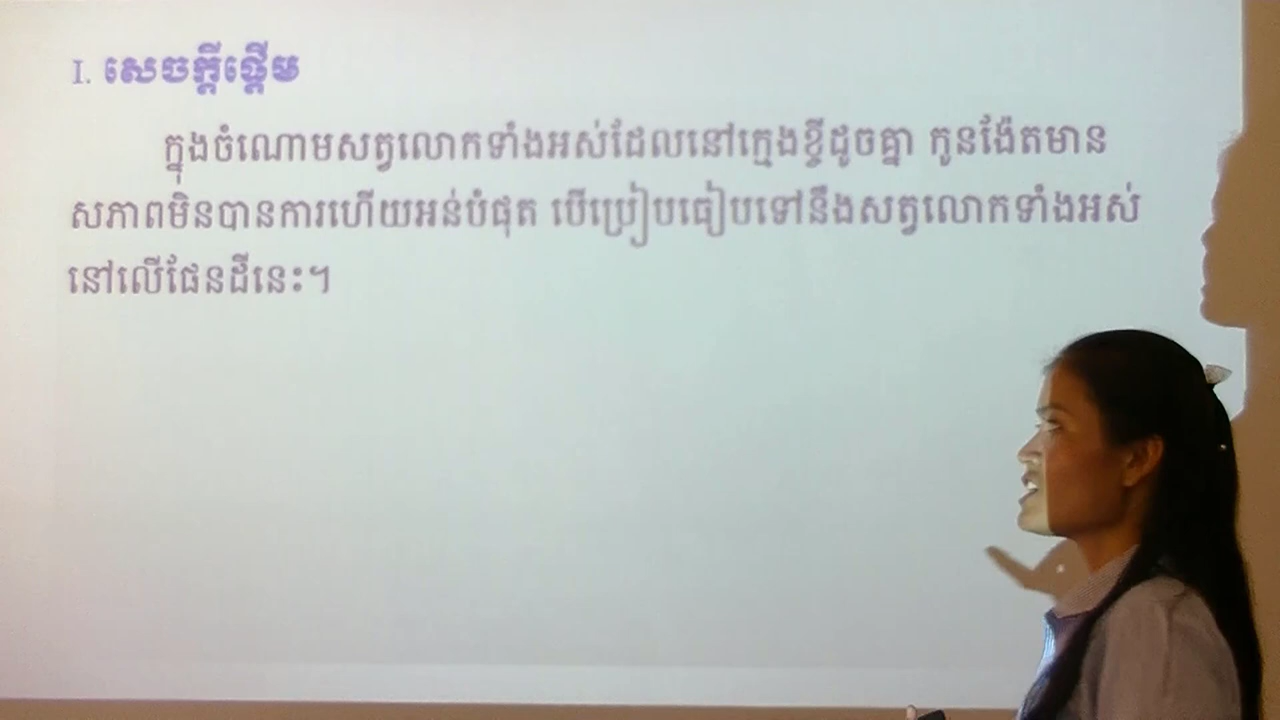 I. សេចក្ដីផ្ដើម
ក្នុងចំណោមសត្វលោកទាំងអស់ដែលនៅក្មេងខ្ចីដូចគ្នា កូនង៉ែតមាន
សភាពមិនបានការហើយអន់បំផុត បើប្រៀបធៀបទៅនឹងសត្វលោកទាំងអស់
នៅលើផែនដីនេះ។